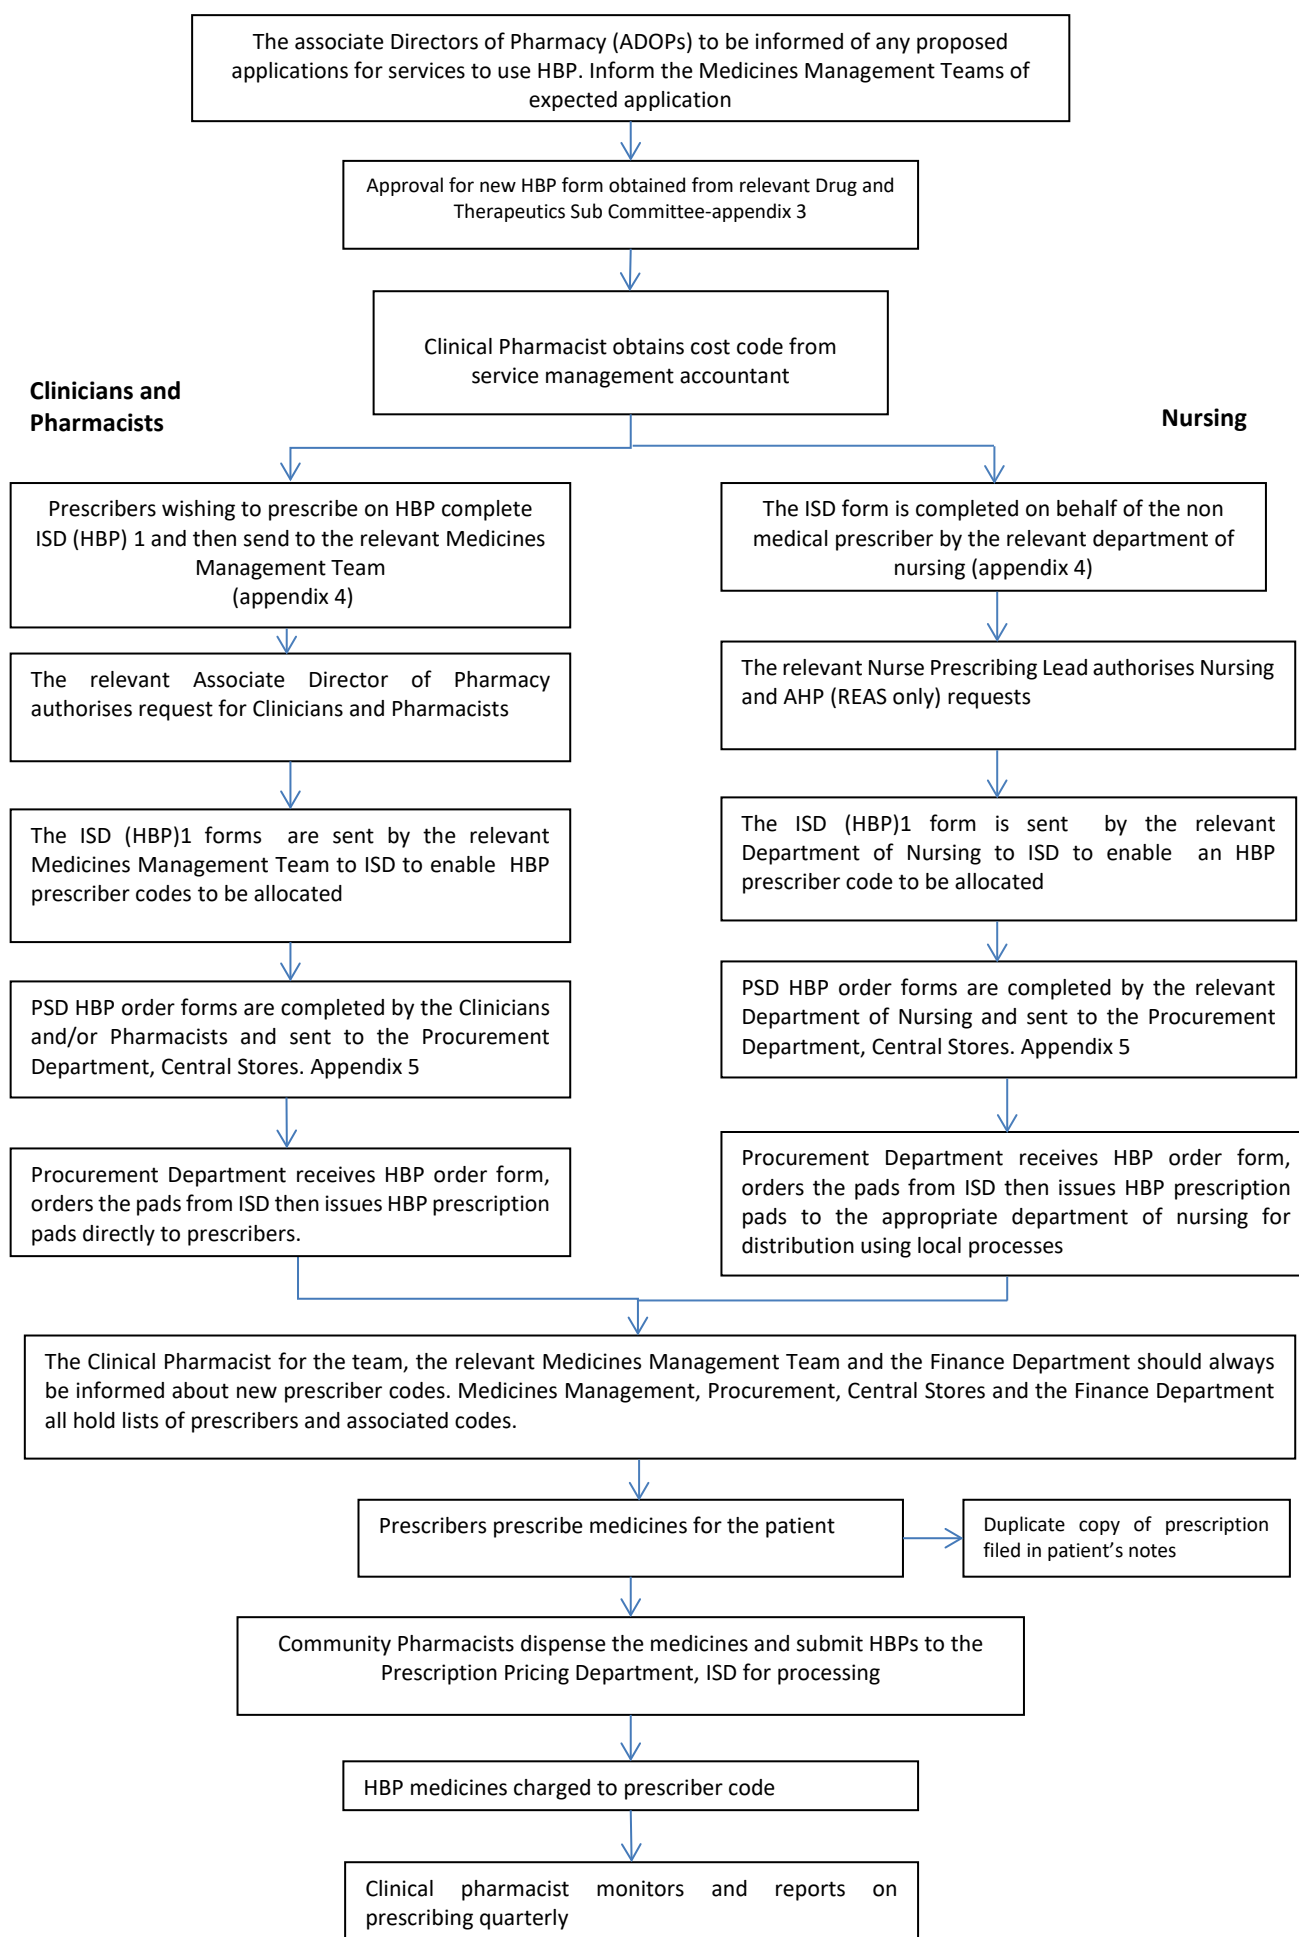 The associate Directors of Pharmacy (ADOPs) to be informed of any proposed
applications for services to use HBP. Inform the Medicines Management Teams of
expected application
Approval for new HBP form obtained from relevant Drug and
Therapeutics Sub Committee-appendix 3
Clinical Pharmacist obtains cost code from
service management accountant
Clinicians and
Pharmacists
Nursing
Prescribers wishing to prescribe on HBP complete
ISD (HBP) 1 and then send to the relevant Medicines
Management Team
(appendix 4)
The relevant Associate Director of Pharmacy
authorises request for Clinicians and Pharmacists
The ISD (HBP)1 forms are sent by the relevant
Medicines Management Team to ISD to enable HBP
prescriber codes to be allocated
PSD HBP order forms are completed by the Clinicians
and/or Pharmacists and sent to the Procurement
Department, Central Stores. Appendix 5
Procurement Department receives HBP order form,
orders the pads from ISD then issues HBP prescription
pads directly to prescribers.
The ISD form is completed on behalf of the non
medical prescriber by the relevant department of
nursing (appendix 4)
The relevant Nurse Prescribing Lead authorises Nursing
and AHP (REAS only) requests
The ISD (HBP)1 form is sent by the relevant
Department of Nursing to ISD to enable an HBP
prescriber code to be allocated
PSD HBP order forms are completed by the relevant
Department of Nursing and sent to the Procurement
Department, Central Stores. Appendix 5
Procurement Department receives HBP order form,
orders the pads from ISD then issues HBP prescription
pads to the appropriate department of nursing for
distribution using local processes
The Clinical Pharmacist for the team, the relevant Medicines Management Team and the Finance Department should always
be informed about new prescriber codes. Medicines Management, Procurement, Central Stores and the Finance Department
all hold lists of prescribers and associated codes.
Prescribers prescribe medicines for the patient
Duplicate copy of prescription
filed in patient’s notes
Community Pharmacists dispense the medicines and submit HBPs to the
Prescription Pricing Department, ISD for processing
HBP medicines charged to prescriber code
Clinical pharmacist monitors and reports on
prescribing quarterly